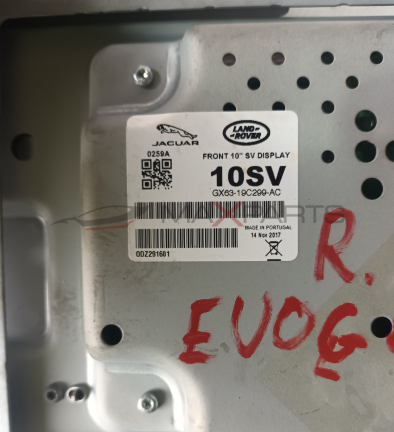 JAGUAR
LAND-
ROVER
0259A
FRONT 10" SV DISPLAY
10SV
GX63-19C299-AC
MAXPARTS
MADE IN PORTUGAL
14 Nov 2017
0DZ291601
R.
EVOG